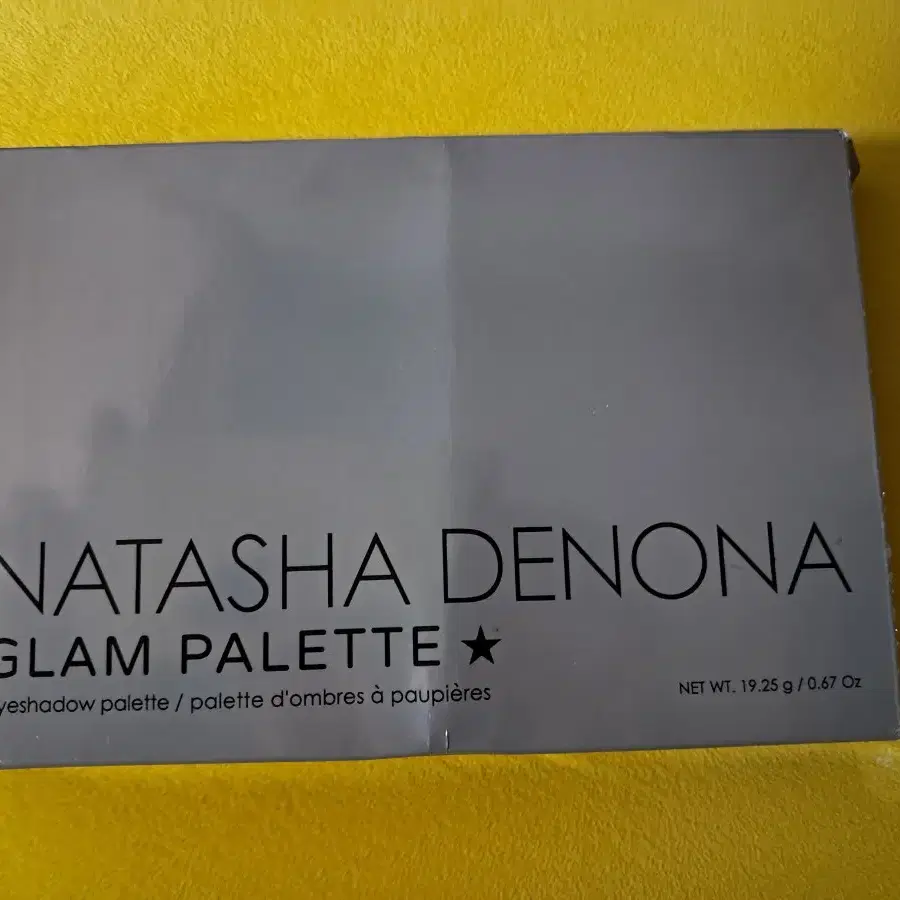 NATASHA DENONA
GLAM PALETTE ★
yeshadow palette / palette d'ombres à paupières
NET WT. 19.25 g / 0.67 Oz